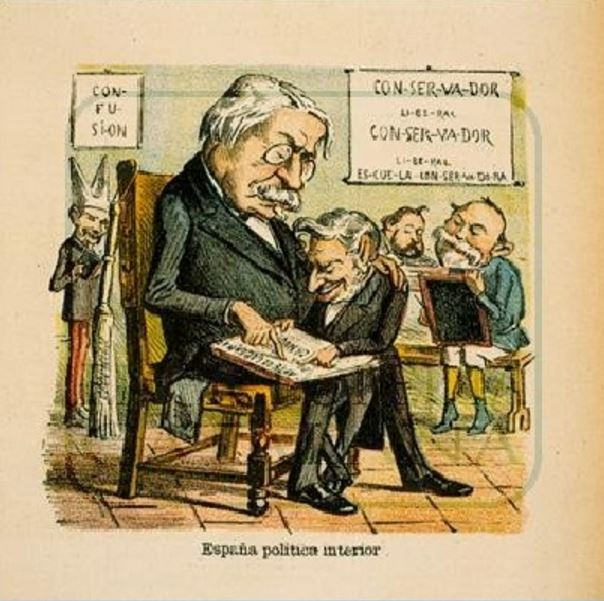 CON-
FU-
SI-ON
CON-SER-VA-DOR
LI-BE-RAL
CON-SER-VA-DOR
LI-BE-RAL
ES-CUE-LA-CON-SER-VA-DO-RA
España politica interior